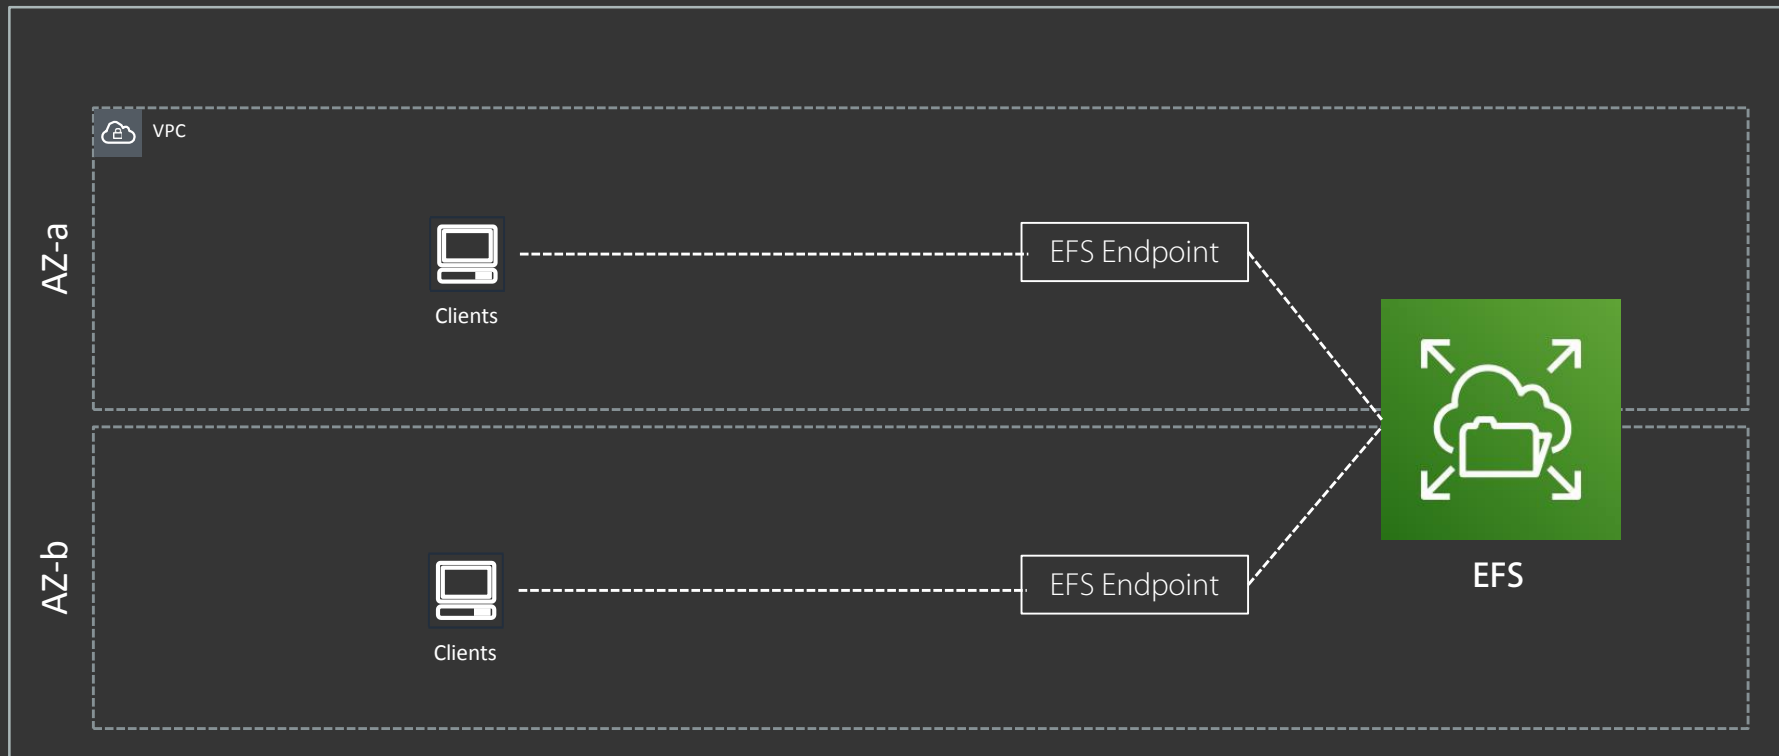 VPC
AZ-a
Clients
EFS Endpoint
AZ-b
Clients
EFS Endpoint
EFS